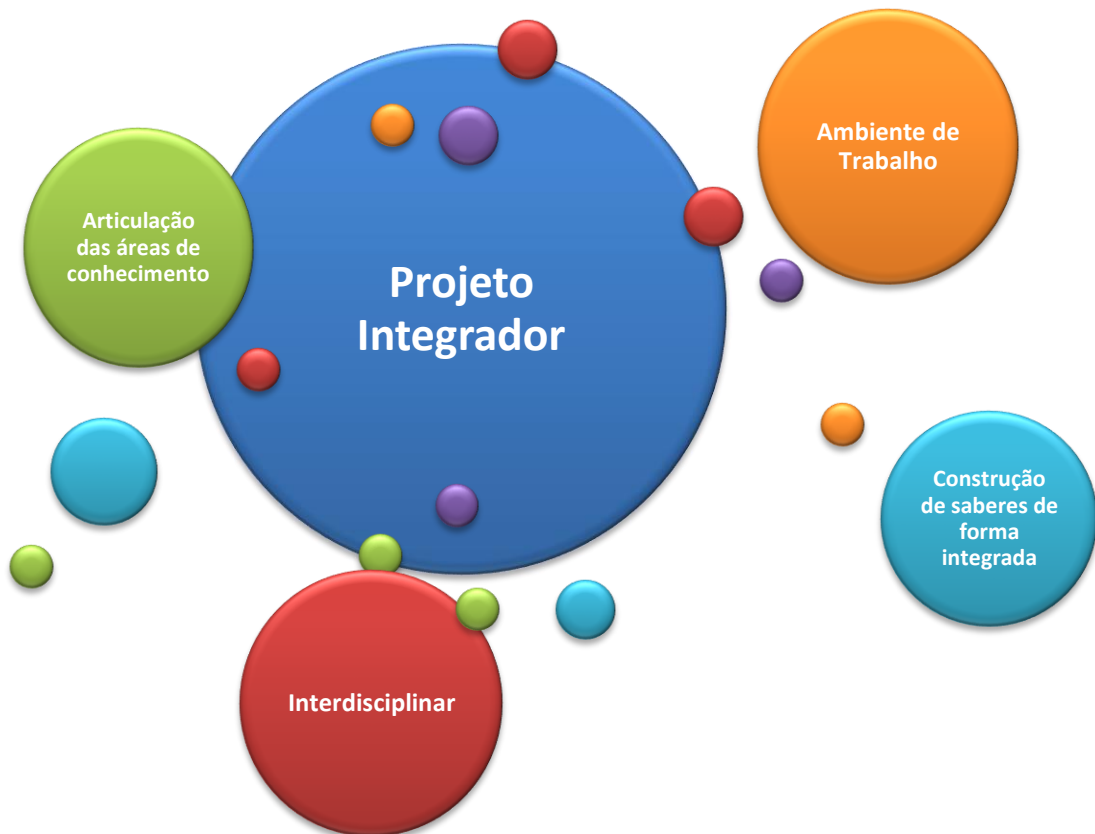 Projeto
Integrador
Articulação
das áreas de
conhecimento
Ambiente de
Trabalho
Construção
de saberes de
forma
integrada
Interdisciplinar